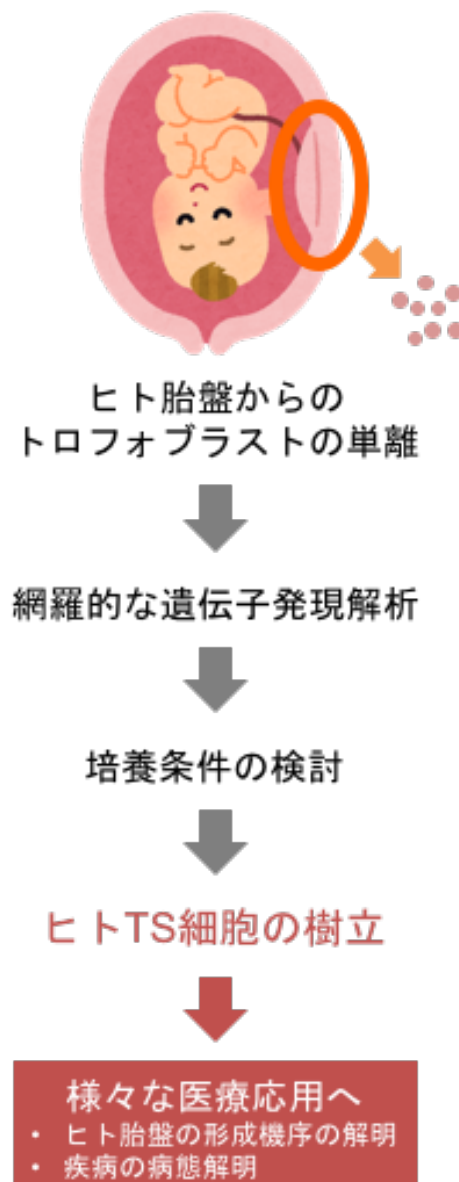 ヒト胎盤からの
トロフォブラストの単離
網羅的な遺伝子発現解析
培養条件の検討
ヒトTS細胞の樹立
様々な医療応用へ
・ ヒト胎盤の形成機序の解明
・ 疾病の病態解明